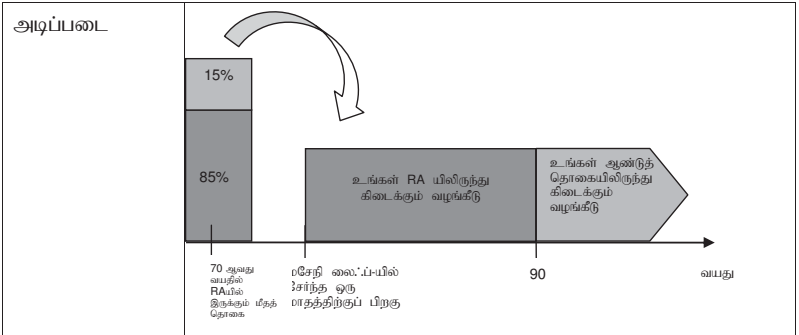 அடிப்படை
15%
85%
உங்கள் RA யிலிருந்து
கிடைக்கும் வழங்கீடு
உங்கள் ஆண்டுத்
தொகையிலிருந்து
கிடைக்கும்
வழங்கீடு
70 ஆவது
வயதில்
RAயில்
இருக்கும் மீதத்
தொகை
மசேநி லைஃப்-யில்
சேர்ந்த ஒரு
மாதத்திற்குப் பிறகு
90
வயது